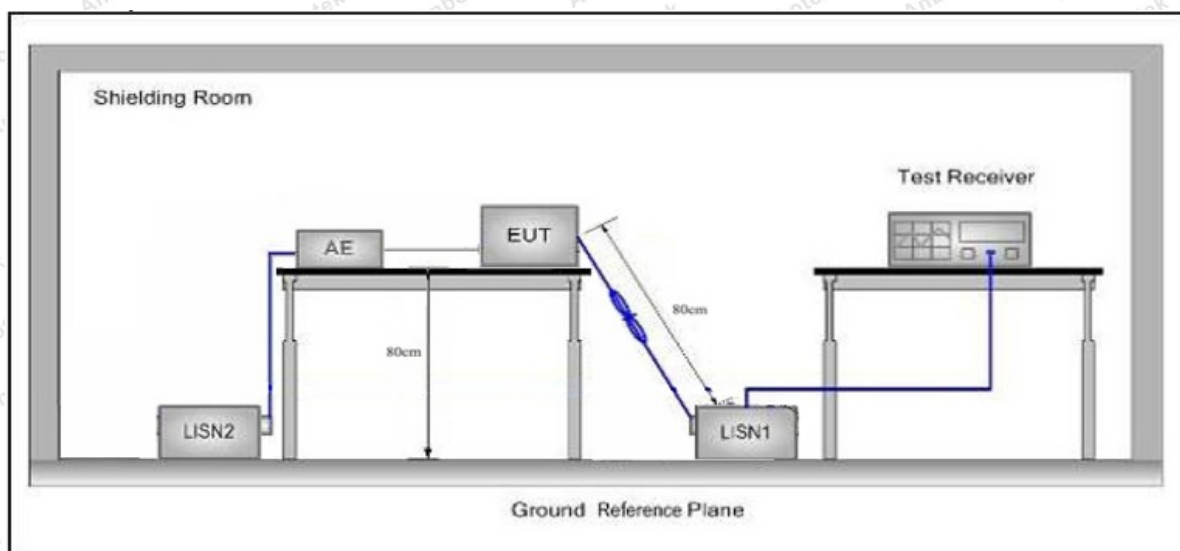 Shielding Room
Test Receiver
AE
EUT
80cm
80cm
LISN2
LISN1
Ground Reference Plane